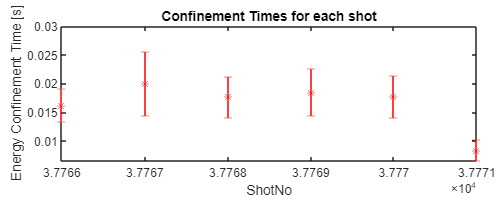 Confinement Times for each shot
Energy Confinement Time [s]
0.03
0.025
0.02
0.015
0.01
3.7766 3.7767 3.7768 3.7769 3.777 3.7771
ShotNo
×10⁴